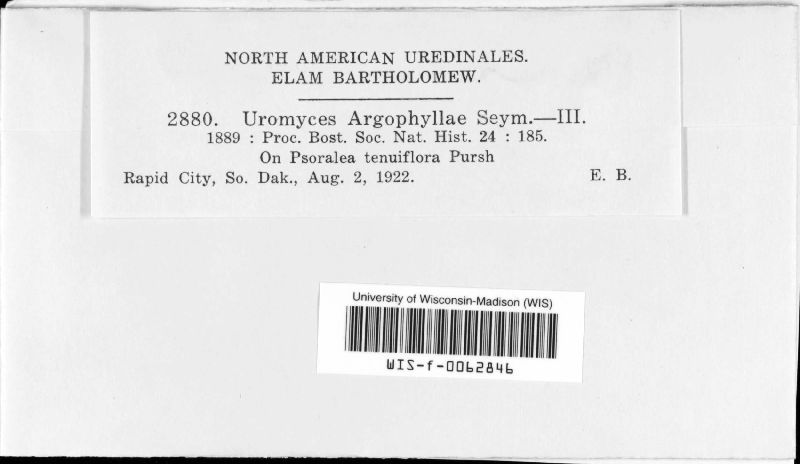 NORTH AMERICAN UREDINALES.
ELAM BARTHOLOMEW.
2880. Uromyces Argophyllae Seym.—III.
1889 : Proc. Bost. Soc. Nat. Hist. 24 : 185.
On Psoralea tenuiflora Pursh
Rapid City, So. Dak., Aug. 2, 1922. E. B.
University of Wisconsin-Madison (WIS)
WIS-f-0062846